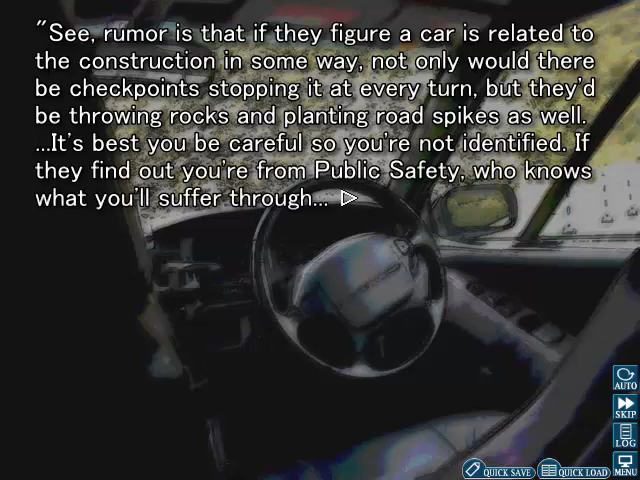 "See, rumor is that if they figure a car is related to
the construction in some way, not only would there
be checkpoints stopping it at every turn, but they'd
be throwing rocks and planting road spikes as well.
...It's best you be careful so you're not identified. If
they find out you're from Public Safety, who knows
what you'll suffer through...
AUTO
SKIP
LOG
MENU
QUICK SAVE
QUICK LOAD